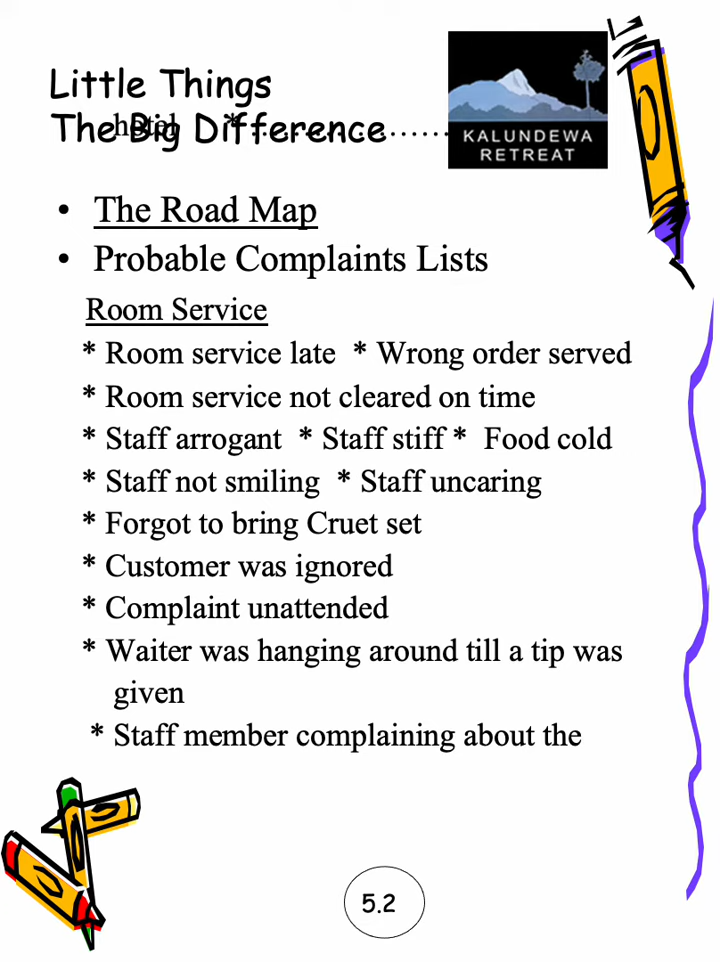 Little Things
The Big Difference
hotel * ........................
KALUNDEWA
RETREAT
• The Road Map
• Probable Complaints Lists
Room Service
* Room service late * Wrong order served
* Room service not cleared on time
* Staff arrogant * Staff stiff * Food cold
* Staff not smiling * Staff uncaring
* Forgot to bring Cruet set
* Customer was ignored
* Complaint unattended
* Waiter was hanging around till a tip was
given
* Staff member complaining about the
5.2